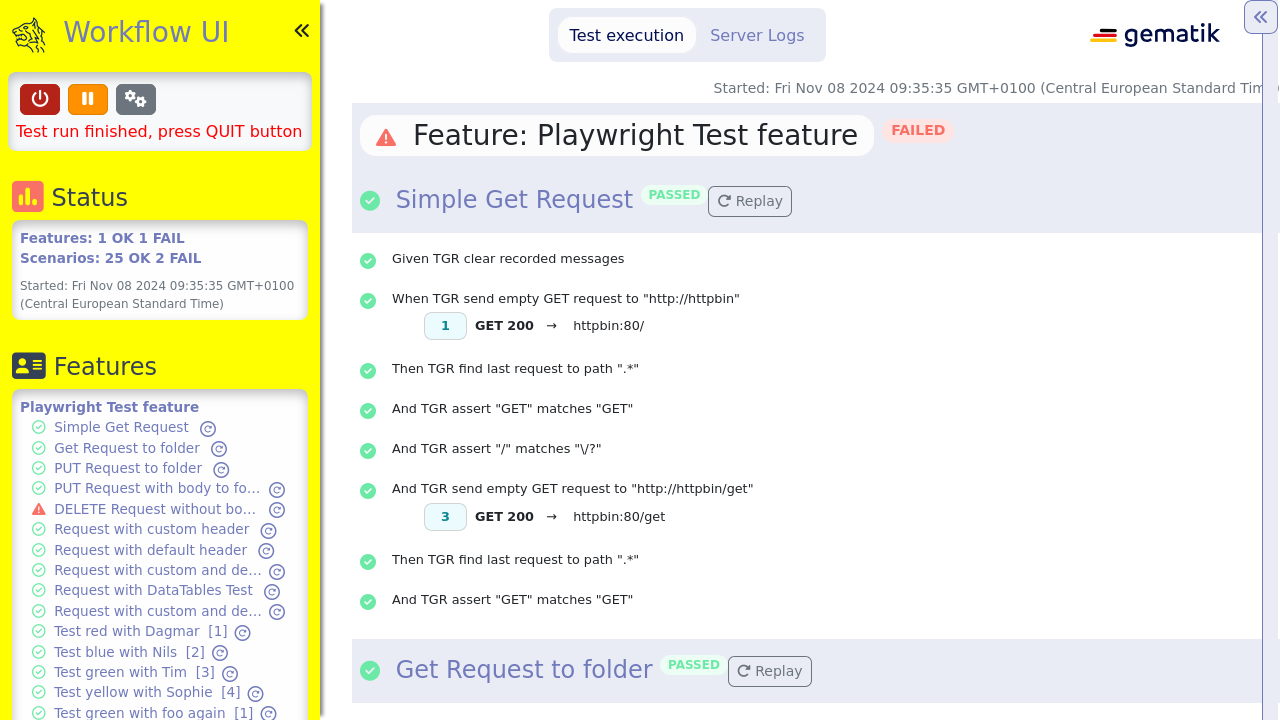 Workflow UI
Test run finished, press QUIT button
Status
Features: 1 OK 1 FAIL
Scenarios: 25 OK 2 FAIL
Started: Fri Nov 08 2024 09:35:35 GMT+0100
(Central European Standard Time)
Features
Playwright Test feature
Simple Get Request
Get Request to folder
PUT Request to folder
PUT Request with body to fo...
DELETE Request without bo...
Request with custom header
Request with default header
Request with custom and de...
Request with DataTables Test
Request with custom and de...
Test red with Dagmar [1]
Test blue with Nils [2]
Test green with Tim [3]
Test yellow with Sophie [4]
Test green with foo again [1]
Test execution Server Logs
gematik
Started: Fri Nov 08 2024 09:35:35 GMT+0100 (Central European Standard Tim
Feature: Playwright Test feature FAILED
Simple Get Request PASSED Replay
Given TGR clear recorded messages
When TGR send empty GET request to "http://httpbin"
1 GET 200 → httpbin:80/
Then TGR find last request to path ".*"
And TGR assert "GET" matches "GET"
And TGR assert "/" matches "\/?"
And TGR send empty GET request to "http://httpbin/get"
3 GET 200 → httpbin:80/get
Then TGR find last request to path ".*"
And TGR assert "GET" matches "GET"
Get Request to folder PASSED Replay